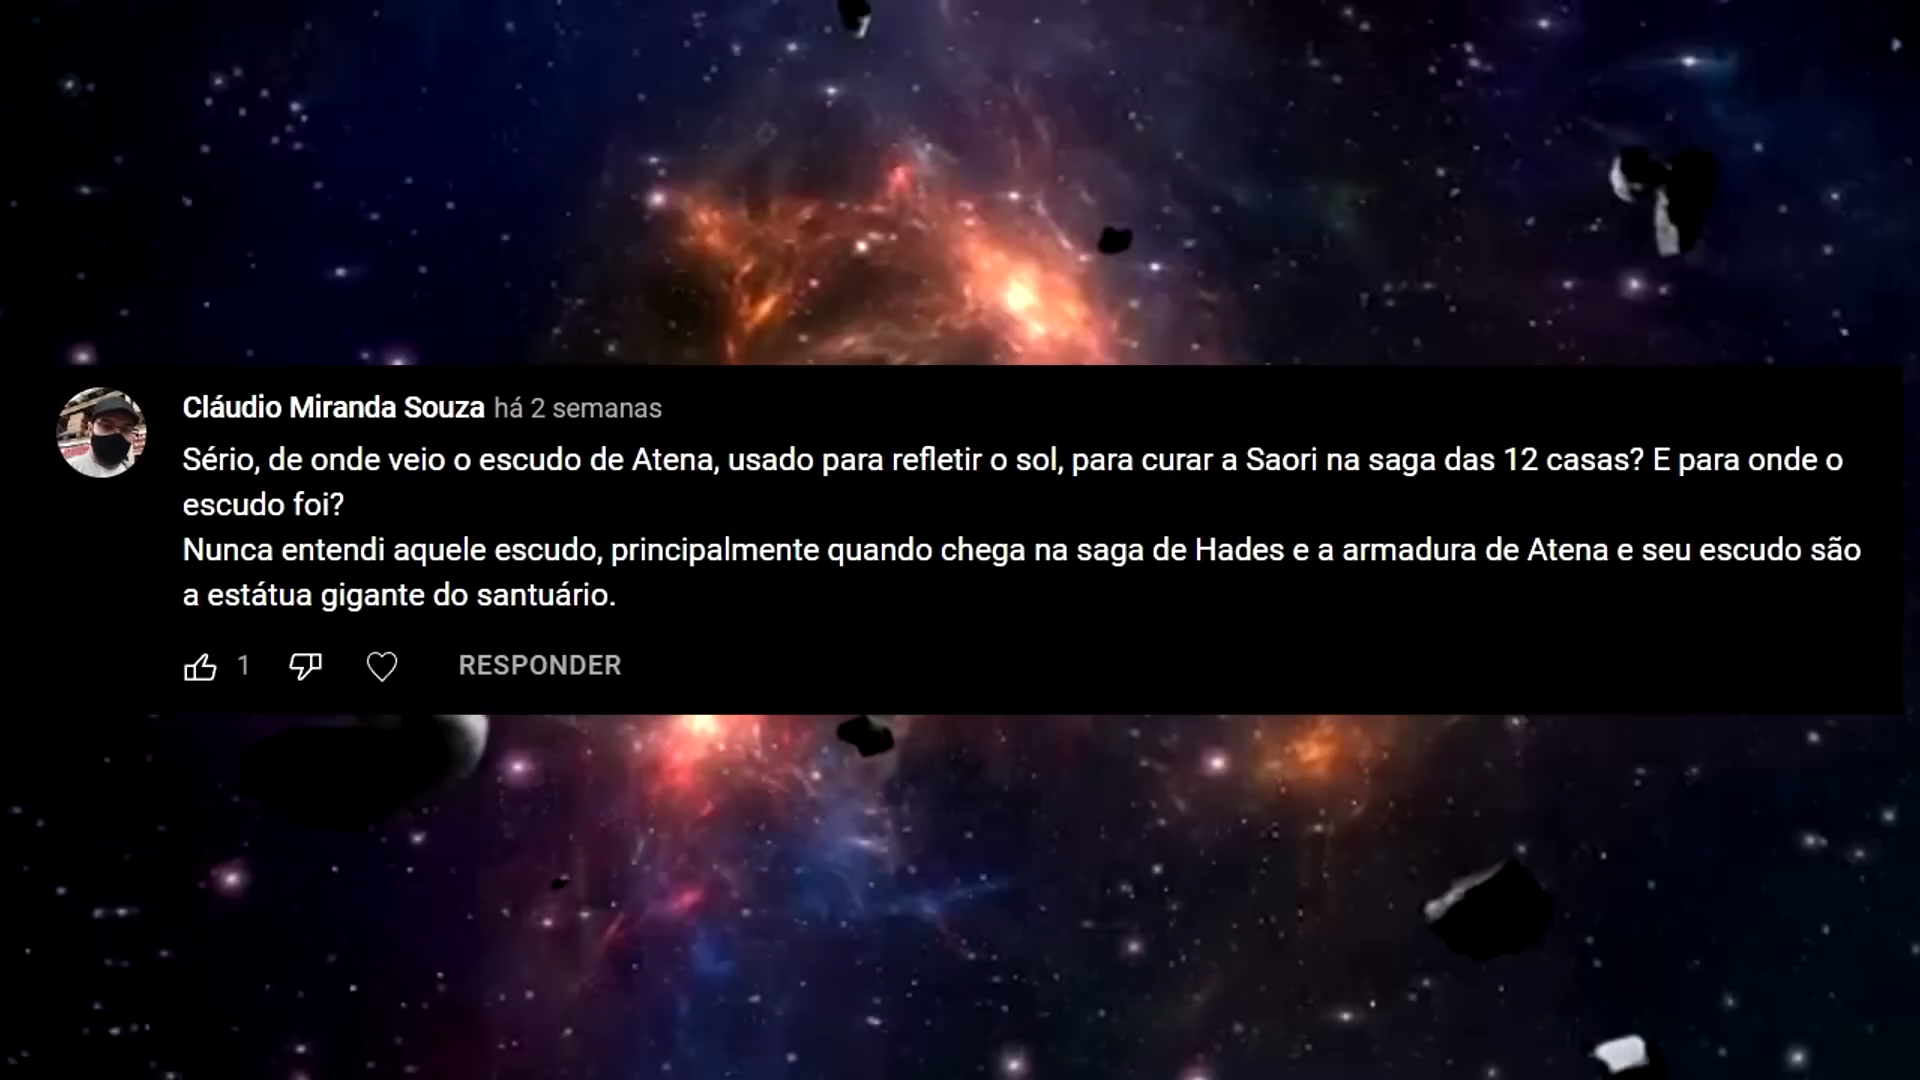 Cláudio Miranda Souza há 2 semanas
Sério, de onde veio o escudo de Atena, usado para refletir o sol, para curar a Saori na saga das 12 casas? E para onde o
escudo foi?
Nunca entendi aquele escudo, principalmente quando chega na saga de Hades e a armadura de Atena e seu escudo são
a estátua gigante do santuário.
1 RESPONDER